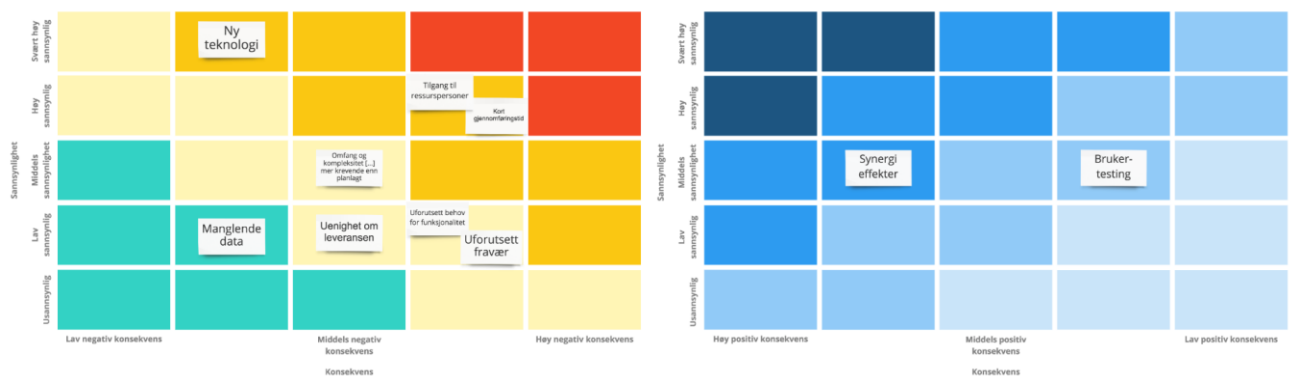 Svært høy
sannsynlig
Ny
teknologi
Høy
sannsynlig
Tilgang til
ressurspersoner
Kort
gjennomføringstid
Sannsynlighet
Middels
sannsynlighet
Omfang og
kompleksitet [...]
mer krevende enn
planlagt
Lav
sannsynlig
Manglende
data
Uenighet om
leveransen
Uforutsett behov
for funksjonalitet
Uforutsett
fravær
Usannsynlig
Lav negativ konsekvens
Middels negativ
konsekvens
Høy negativ konsekvens
Konsekvens
Svært høy
sannsynlig
Høy
sannsynlig
Sannsynlighet
Middels
sannsynlighet
Synergi
effekter
Bruker-
testing
Lav
sannsynlig
Usannsynlig
Høy positiv konsekvens
Middels positiv
konsekvens
Lav positiv konsekvens
Konsekvens